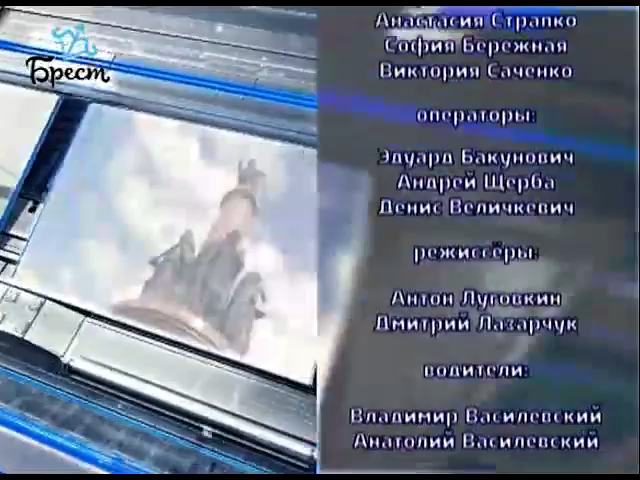 Брест
Анастасия Страпко
София Бережная
Виктория Саченко
операторы:
Эдуард Бакунович
Андрей Щерба
Денис Величкевич
режиссёры:
Антон Луговкин
Дмитрий Лазарчук
водители:
Владимир Василевский
Анатолий Василевский